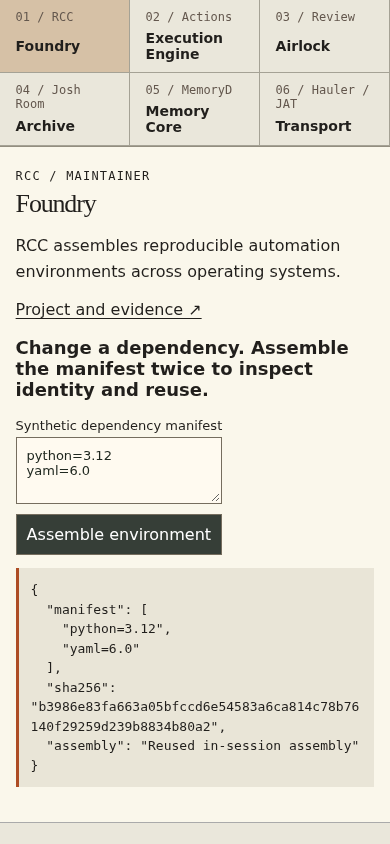 01 / RCC
Foundry
02 / Actions
Execution
Engine
03 / Review
Airlock
04 / Josh
Room
Archive
05 / MemoryD
Memory
Core
06 / Hauler /
JAT
Transport
RCC / MAINTAINER
Foundry
RCC assembles reproducible automation
environments across operating systems.
Project and evidence ↗
Change a dependency. Assemble
the manifest twice to inspect
identity and reuse.
Synthetic dependency manifest
python=3.12
yaml=6.0
Assemble environment
{
  "manifest": [
    "python=3.12",
    "yaml=6.0"
  ],
  "sha256":
"b3986e83fa663a05bfccd6e54583a6ca814c78b76
140f29259d239b8834b80a2",
  "assembly": "Reused in-session assembly"
}